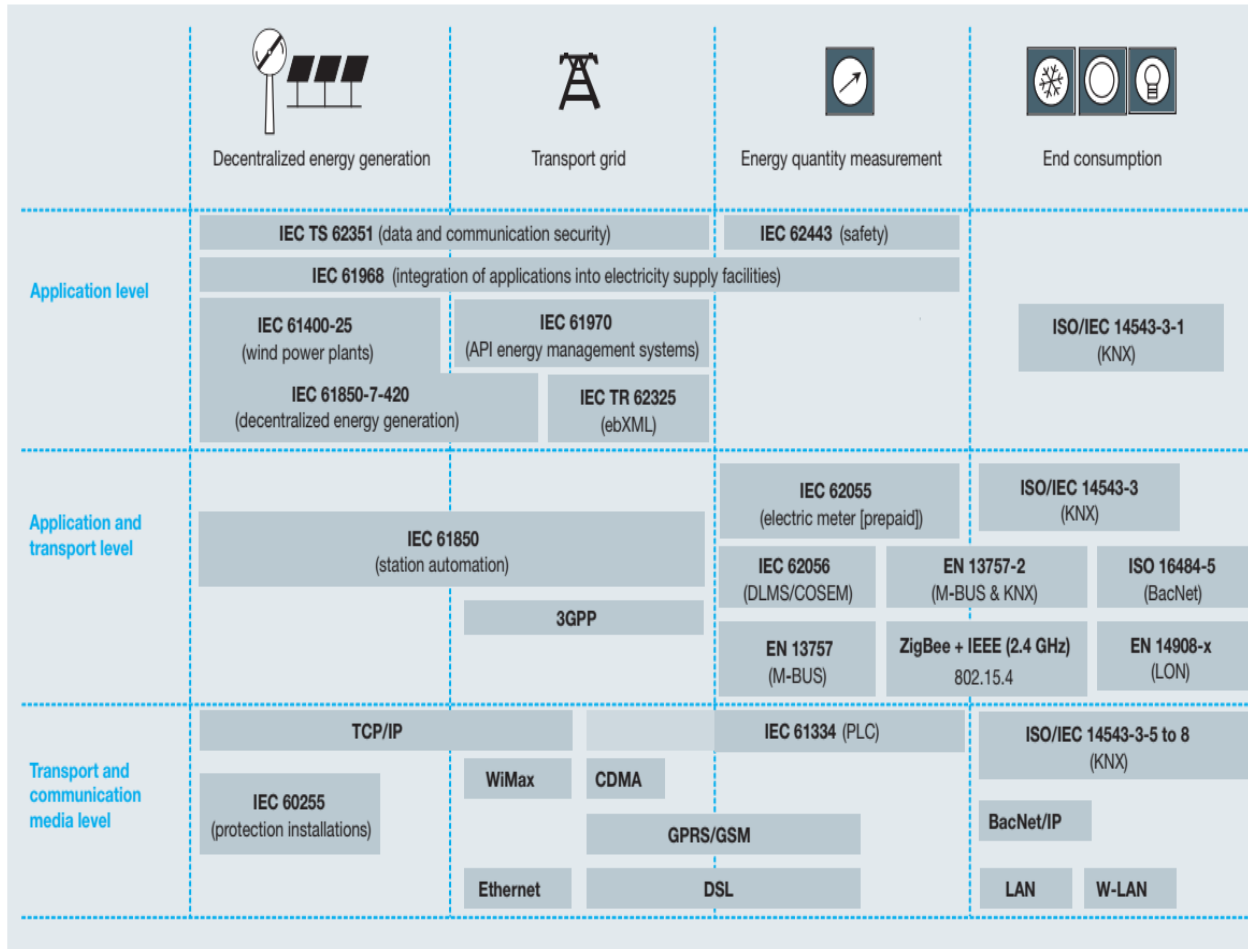 Decentralized energy generation
Transport grid
Energy quantity measurement
End consumption
Application level
IEC TS 62351 (data and communication security)
IEC 62443 (safety)
IEC 61968 (integration of applications into electricity supply facilities)
IEC 61400-25
(wind power plants)
IEC 61970
(API energy management systems)
ISO/IEC 14543-3-1
(KNX)
IEC 61850-7-420
(decentralized energy generation)
IEC TR 62325
(ebXML)
Application and
transport level
IEC 61850
(station automation)
3GPP
IEC 62055
(electric meter [prepaid])
ISO/IEC 14543-3
(KNX)
IEC 62056
(DLMS/COSEM)
EN 13757-2
(M-BUS & KNX)
ISO 16484-5
(BacNet)
EN 13757
(M-BUS)
ZigBee + IEEE (2.4 GHz)
802.15.4
EN 14908-x
(LON)
Transport and
communication
media level
TCP/IP
IEC 61334 (PLC)
ISO/IEC 14543-3-5 to 8
(KNX)
IEC 60255
(protection installations)
WiMax
CDMA
GPRS/GSM
BacNet/IP
Ethernet
DSL
LAN
W-LAN